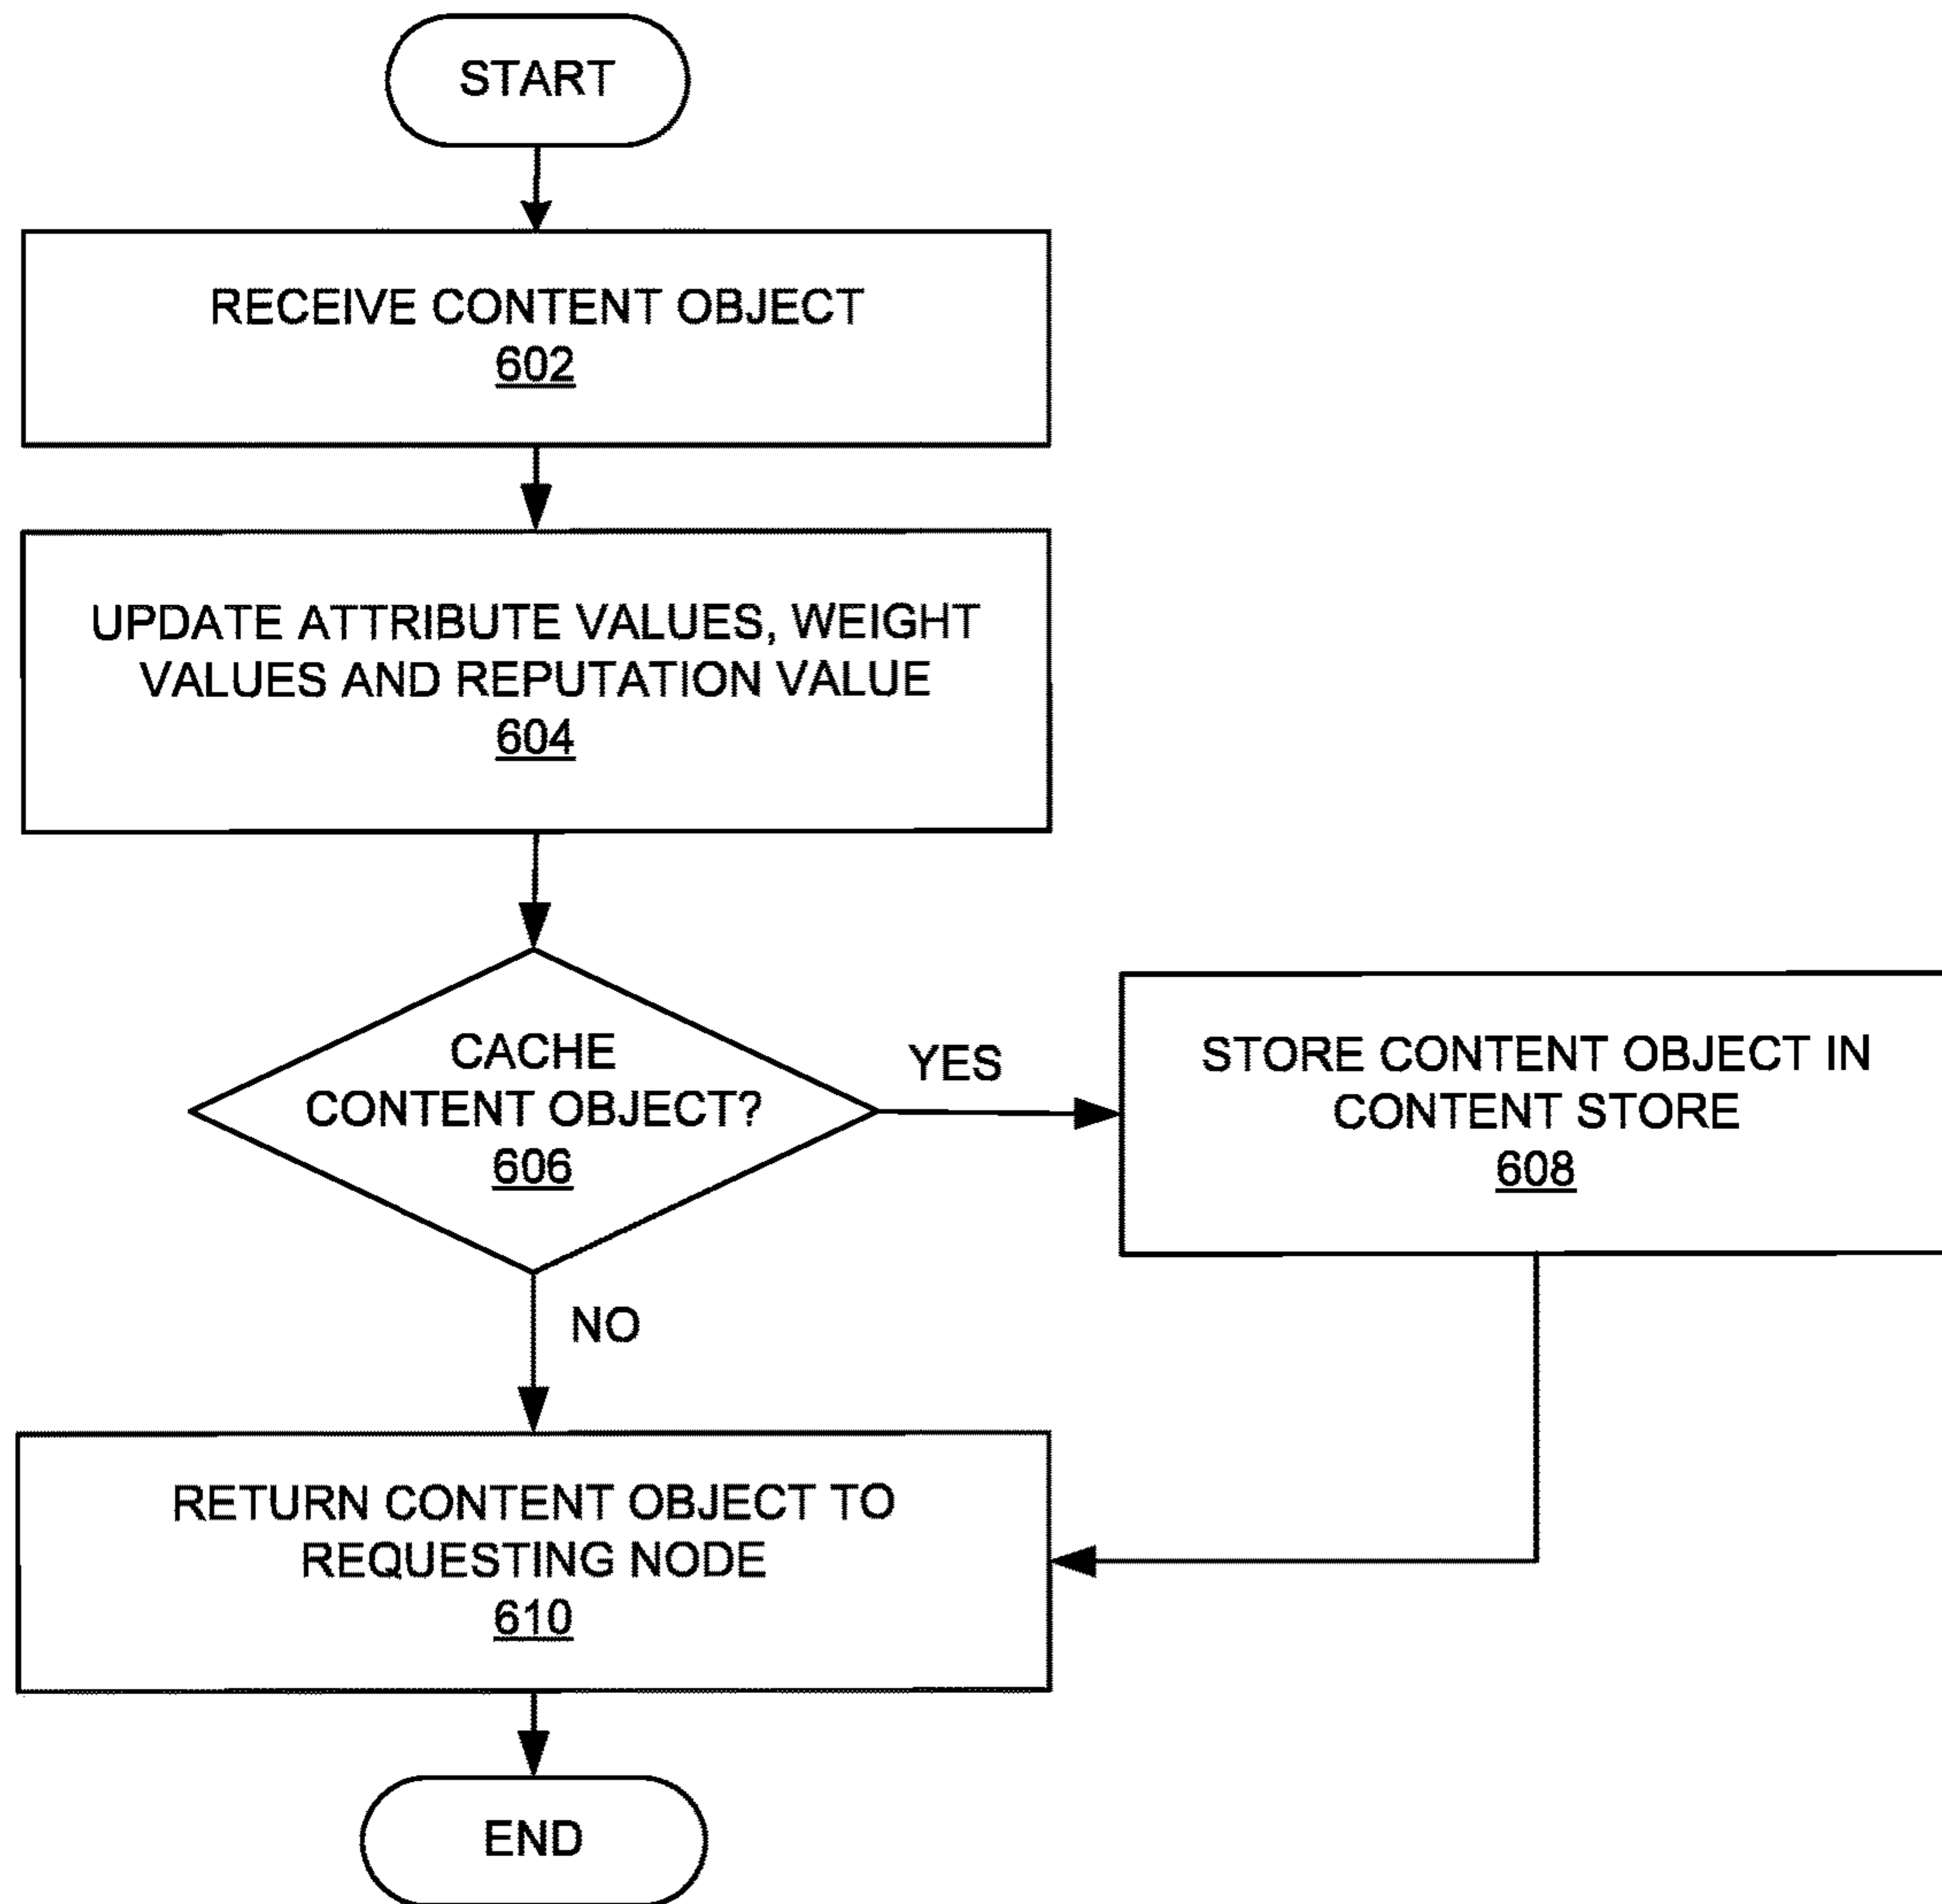 START
RECEIVE CONTENT OBJECT
602
UPDATE ATTRIBUTE VALUES, WEIGHT
VALUES AND REPUTATION VALUE
604
CACHE
CONTENT OBJECT?
606
YES
STORE CONTENT OBJECT IN
CONTENT STORE
608
NO
RETURN CONTENT OBJECT TO
REQUESTING NODE
610
END